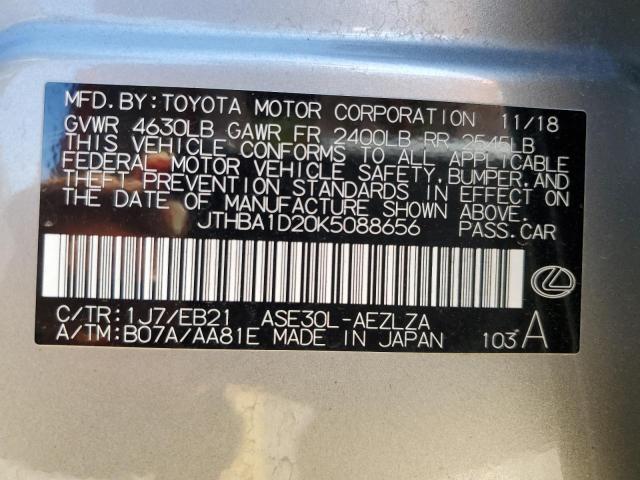 MFD. BY: TOYOTA MOTOR CORPORATION 11/18
GVWR 4630LB GAWR FR 2400LB RR 2545LB
THIS VEHICLE CONFORMS TO ALL APPLICABLE
FEDERAL MOTOR VEHICLE SAFETY, BUMPER, AND
THEFT PREVENTION STANDARDS IN EFFECT ON
THE DATE OF MANUFACTURE SHOWN ABOVE.
JTHBA1D20K5088656 PASS.CAR
C/TR: 1J7/EB21 ASE30L-AEZLZA
A/TM: B07A/AA81E MADE IN JAPAN 103 A